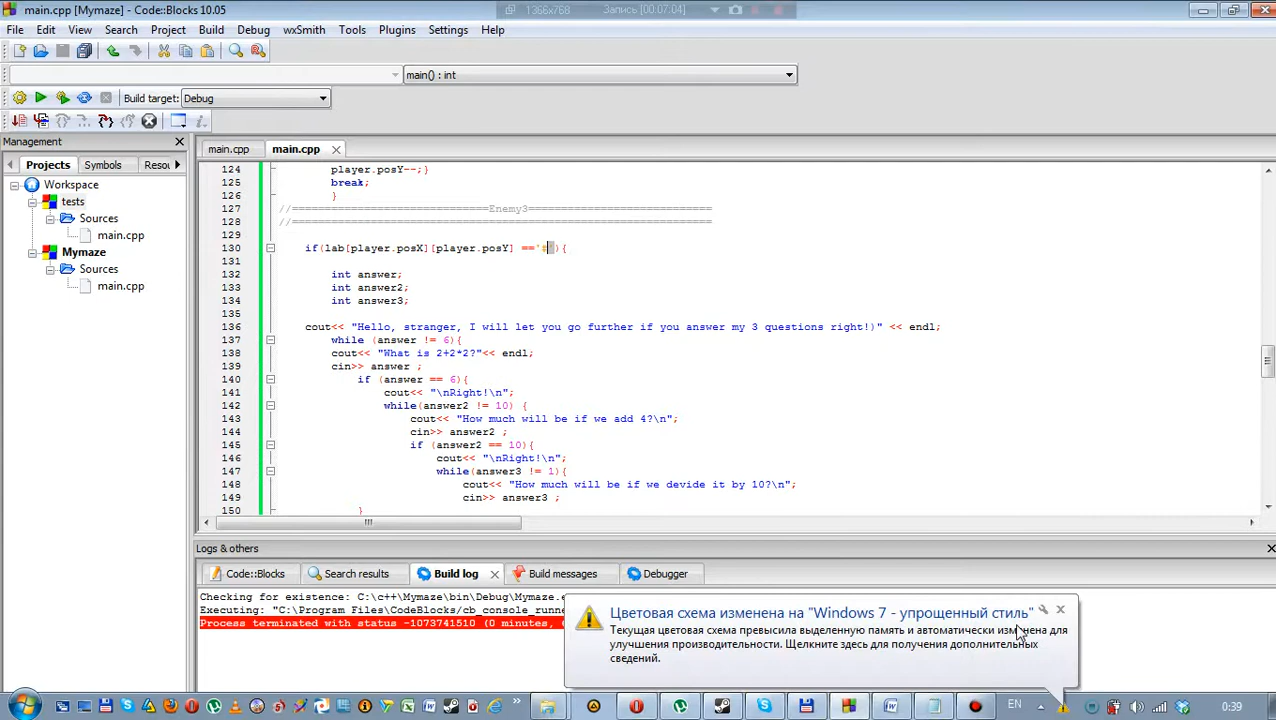 main.cpp [Mymaze] - Code::Blocks 10.05
1366x768
Запись [00:07:04]
File Edit View Search Project Build Debug wxSmith Tools Plugins Settings Help
main() : int
Build target: Debug
Management
main.cpp main.cpp
Projects Symbols Resou
Workspace
tests
Sources
main.cpp
Mymaze
Sources
main.cpp
124 player.posY--;}
125 break;
126 }
127 //==============================Enemy3============================
128 //================================================================
129
130 if(lab[player.posX][player.posY] =='#'){
131
132 int answer;
133 int answer2;
134 int answer3;
135
136 cout<< "Hello, stranger, I will let you go further if you answer my 3 questions right!)" << endl;
137 while (answer != 6){
138 cout<< "What is 2+2*2?"<< endl;
139 cin>> answer ;
140 if (answer == 6){
141 cout<< "\nRight!\n";
142 while(answer2 != 10) {
143 cout<< "How much will be if we add 4?\n";
144 cin>> answer2 ;
145 if (answer2 == 10){
146 cout<< "\nRight!\n";
147 while(answer3 != 1){
148 cout<< "How much will be if we devide it by 10?\n";
149 cin>> answer3 ;
150 }
Logs & others
Code::Blocks Search results Build log Build messages Debugger
Checking for existence: C:\c++\Mymaze\bin\Debug\Mymaze.e
Executing: "C:\Program Files\CodeBlocks/cb_console_runne
Process terminated with status -1073741510 (0 minutes,
Цветовая схема изменена на "Windows 7 - упрощенный стиль"
Текущая цветовая схема превысила выделенную память и автоматически изменена для
улучшения производительности. Щелкните здесь для получения дополнительных
сведений.
EN
0:39